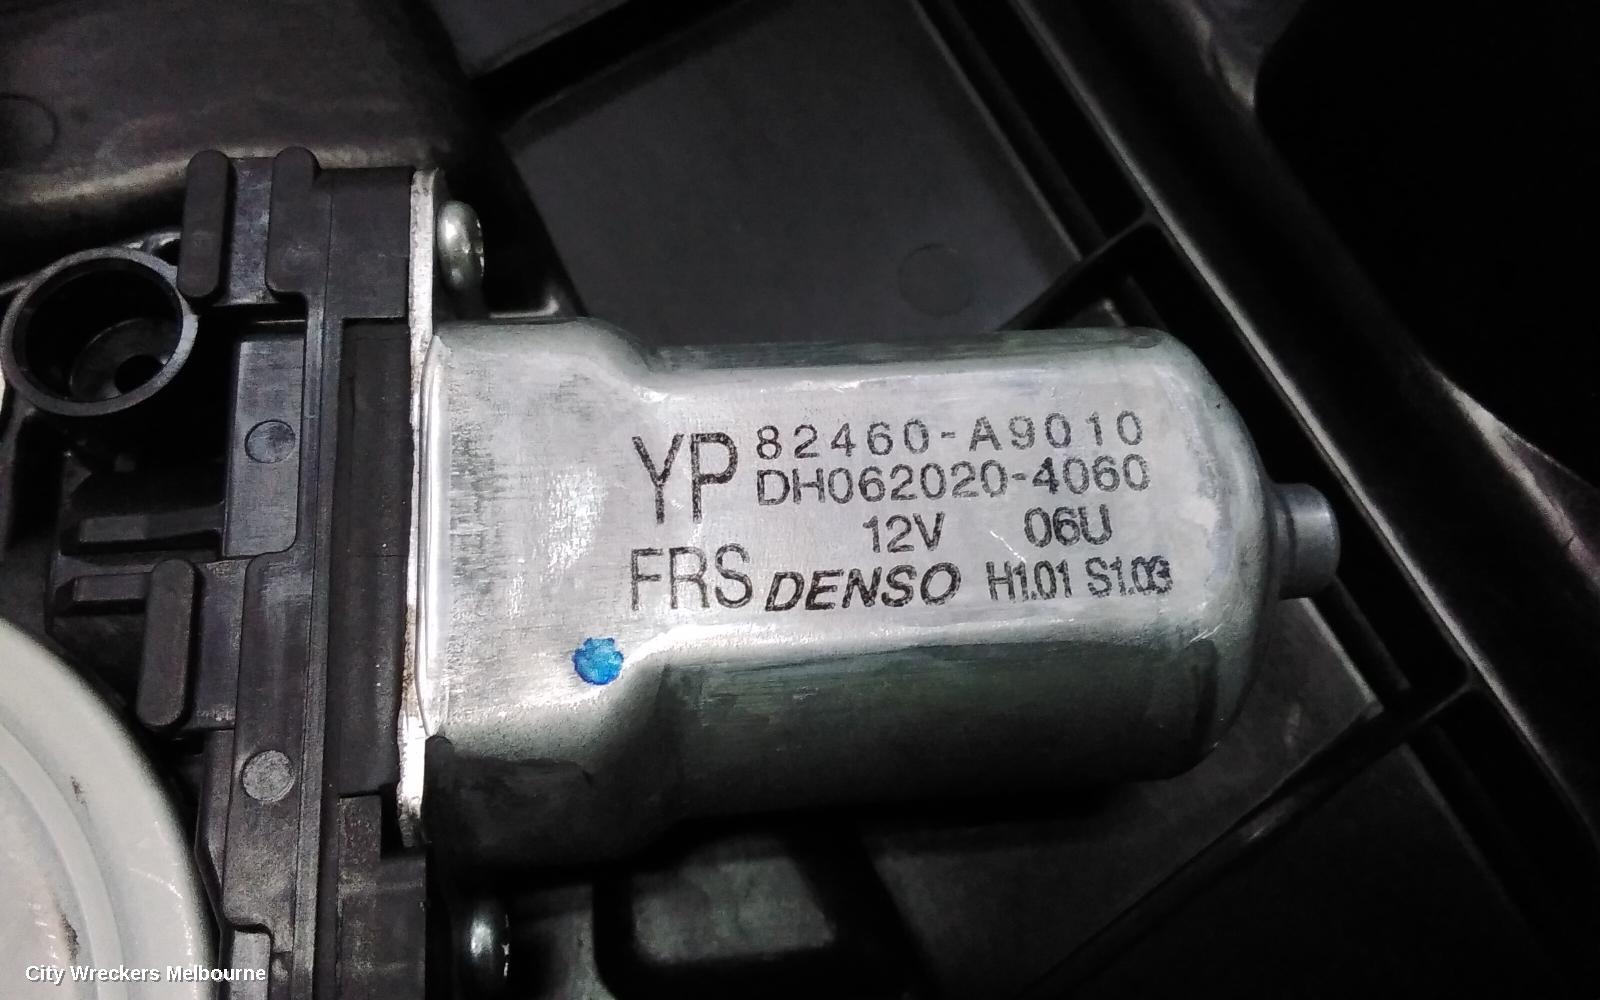 YP 82460-A9010
DH062020-4060
12V 06U
FRS DENSO H1.01 S1.03
City Wreckers Melbourne